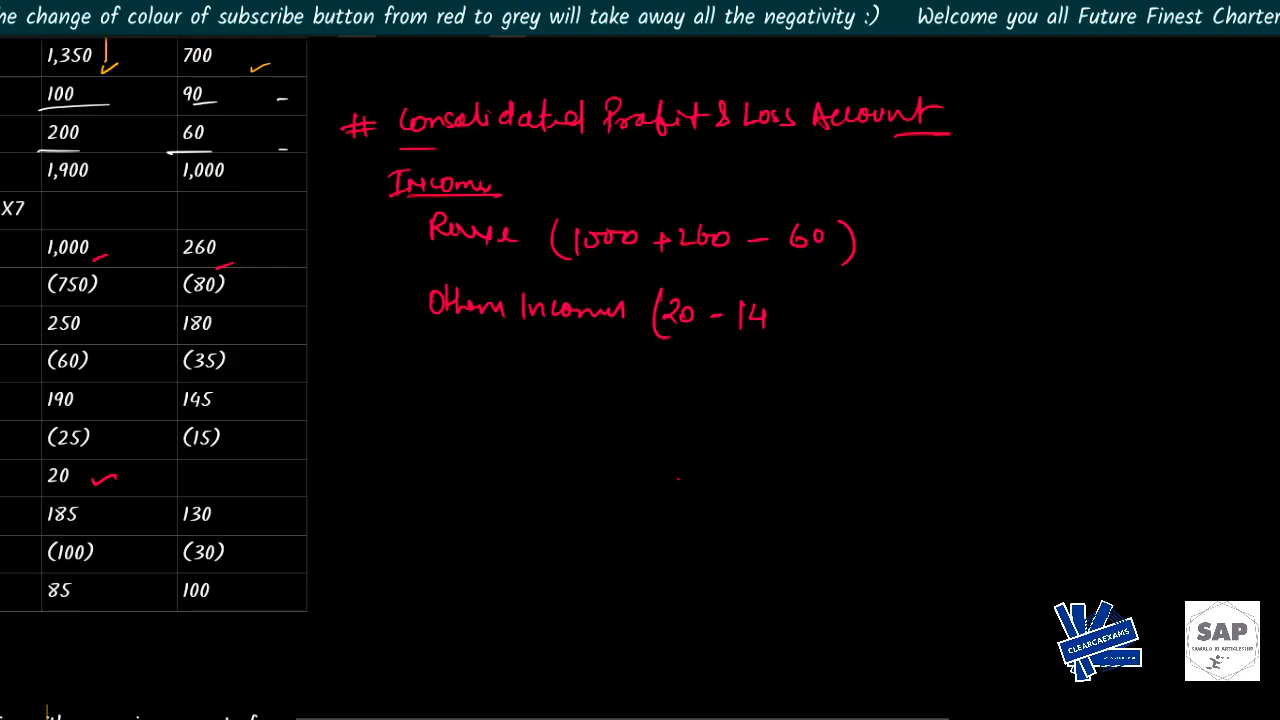 he change of colour of subscribe button from red to grey will take away all the negativity :) Welcome you all Future Finest Charter
1,350 700
100 90
200 60
1,900 1,000
X7
1,000 260
(750) (80)
250 180
(60) (35)
190 145
(25) (15)
20
185 130
(100) (30)
85 100
# Consolidated Profit & Loss Account
Income
(1000 + 260 - 60)
Other Incomes (20 - 14
CLEARCAEXAMS
SAP